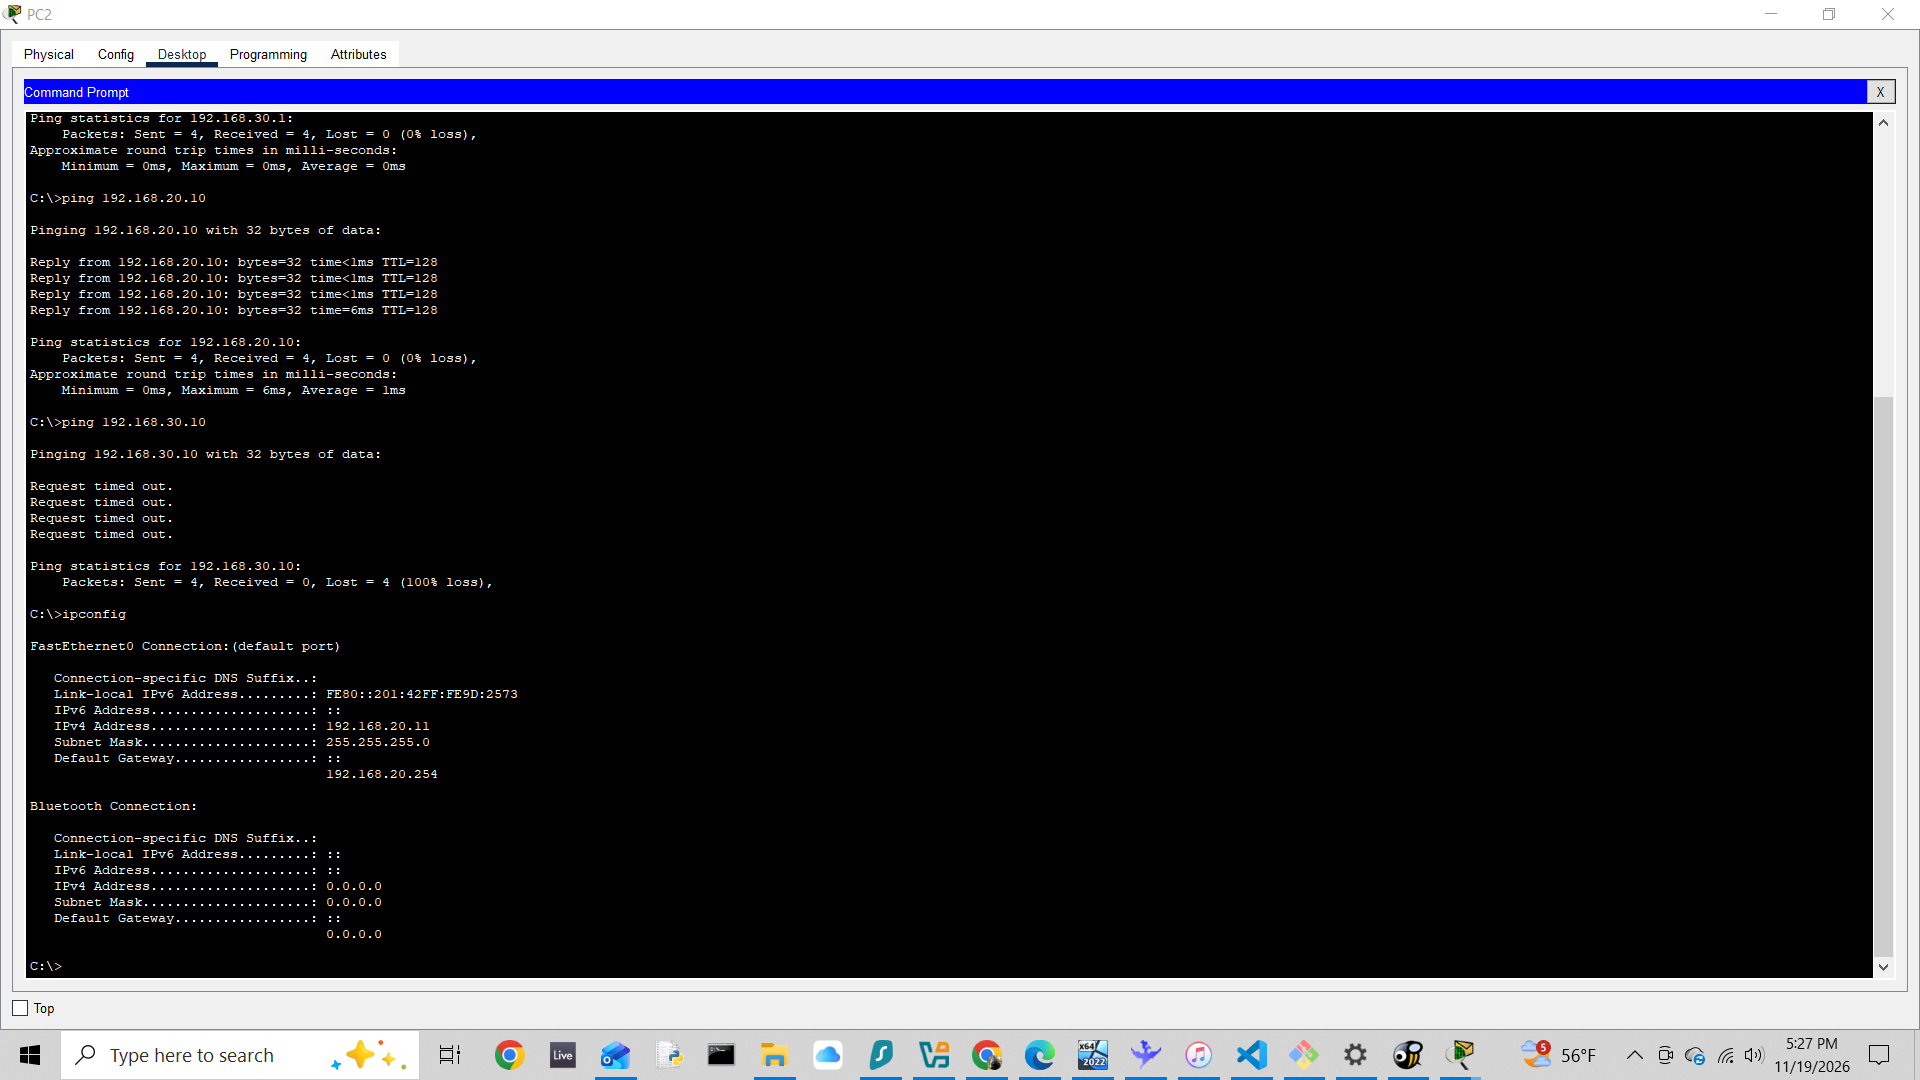 PC2
Physical Config Desktop Programming Attributes
Command Prompt
X
Ping statistics for 192.168.30.1:
    Packets: Sent = 4, Received = 4, Lost = 0 (0% loss),
Approximate round trip times in milli-seconds:
    Minimum = 0ms, Maximum = 0ms, Average = 0ms
C:\>ping 192.168.20.10
Pinging 192.168.20.10 with 32 bytes of data:
Reply from 192.168.20.10: bytes=32 time<1ms TTL=128
Reply from 192.168.20.10: bytes=32 time<1ms TTL=128
Reply from 192.168.20.10: bytes=32 time<1ms TTL=128
Reply from 192.168.20.10: bytes=32 time=6ms TTL=128
Ping statistics for 192.168.20.10:
    Packets: Sent = 4, Received = 4, Lost = 0 (0% loss),
Approximate round trip times in milli-seconds:
    Minimum = 0ms, Maximum = 6ms, Average = 1ms
C:\>ping 192.168.30.10
Pinging 192.168.30.10 with 32 bytes of data:
Request timed out.
Request timed out.
Request timed out.
Request timed out.
Ping statistics for 192.168.30.10:
    Packets: Sent = 4, Received = 0, Lost = 4 (100% loss),
C:\>ipconfig
FastEthernet0 Connection:(default port)
   Connection-specific DNS Suffix..:
   Link-local IPv6 Address.........: FE80::201:42FF:FE9D:2573
   IPv6 Address....................: ::
   IPv4 Address....................: 192.168.20.11
   Subnet Mask.....................: 255.255.255.0
   Default Gateway.................: ::
                                     192.168.20.254
Bluetooth Connection:
   Connection-specific DNS Suffix..:
   Link-local IPv6 Address.........: ::
   IPv6 Address....................: ::
   IPv4 Address....................: 0.0.0.0
   Subnet Mask.....................: 0.0.0.0
   Default Gateway.................: ::
                                     0.0.0.0
C:\>
Top
Type here to search
Live
x64
2022
5
56°F
5:27 PM
11/19/2026